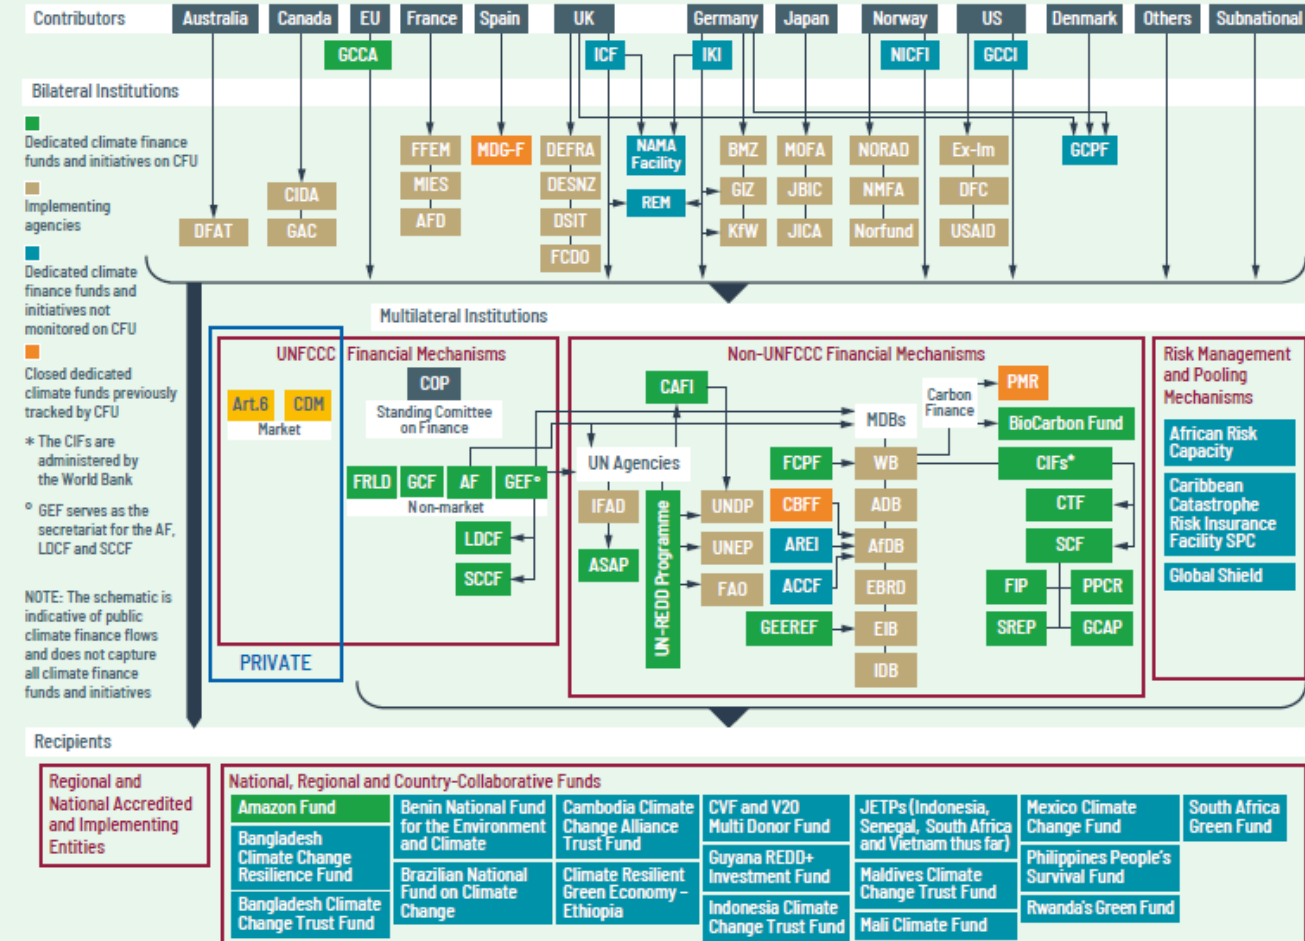 Contributors
Australia
Canada
EU
France
Spain
UK
Germany
Japan
Norway
US
Denmark
Others
Subnational
GCCA
ICF
IKI
NICFI
GCCI
Bilateral Institutions
Dedicated climate finance
funds and initiatives on CFU
Implementing
agencies
Dedicated climate
finance funds and
initiatives not
monitored on CFU
Closed dedicated
climate funds previously
tracked by CFU
* The CIFs are
administered by
the World Bank
° GEF serves as the
secretariat for the AF,
LDCF and SCCF
NOTE: The schematic is
indicative of public
climate finance flows
and does not capture
all climate finance
funds and initiatives
DFAT
CIDA
GAC
FFEM
MIES
AFD
MDG-F
DEFRA
DESNZ
DSIT
FCDO
NAMA
Facility
REM
BMZ
GIZ
KfW
MOFA
JBIC
JICA
NORAD
NMFA
Norfund
Ex-Im
DFC
USAID
GCPF
Multilateral Institutions
UNFCCC Financial Mechanisms
COP
Standing Comittee
on Finance
Art.6
CDM
Market
FRLD
GCF
AF
GEF°
Non-market
LDCF
SCCF
PRIVATE
Non-UNFCCC Financial Mechanisms
CAFI
UN Agencies
IFAD
ASAP
UN-REDD Programme
UNDP
UNEP
FAO
FCPF
CBFF
AREI
ACCF
GEEREF
MDBs
WB
ADB
AfDB
EBRD
EIB
IDB
Carbon
Finance
PMR
BioCarbon Fund
CIFs*
CTF
SCF
FIP
PPCR
SREP
GCAP
Risk Management
and Pooling
Mechanisms
African Risk
Capacity
Caribbean
Catastrophe
Risk Insurance
Facility SPC
Global Shield
Recipients
Regional and
National Accredited
and Implementing
Entities
National, Regional and Country-Collaborative Funds
Amazon Fund
Bangladesh
Climate Change
Resilience Fund
Bangladesh Climate
Change Trust Fund
Benin National Fund
for the Environment
and Climate
Brazilian National
Fund on Climate
Change
Cambodia Climate
Change Alliance
Trust Fund
Climate Resilient
Green Economy –
Ethiopia
CVF and V20
Multi Donor Fund
Guyana REDD+
Investment Fund
Indonesia Climate
Change Trust Fund
JETPs (Indonesia,
Senegal, South Africa
and Vietnam thus far)
Maldives Climate
Change Trust Fund
Mali Climate Fund
Mexico Climate
Change Fund
Philippines People's
Survival Fund
Rwanda's Green Fund
South Africa
Green Fund